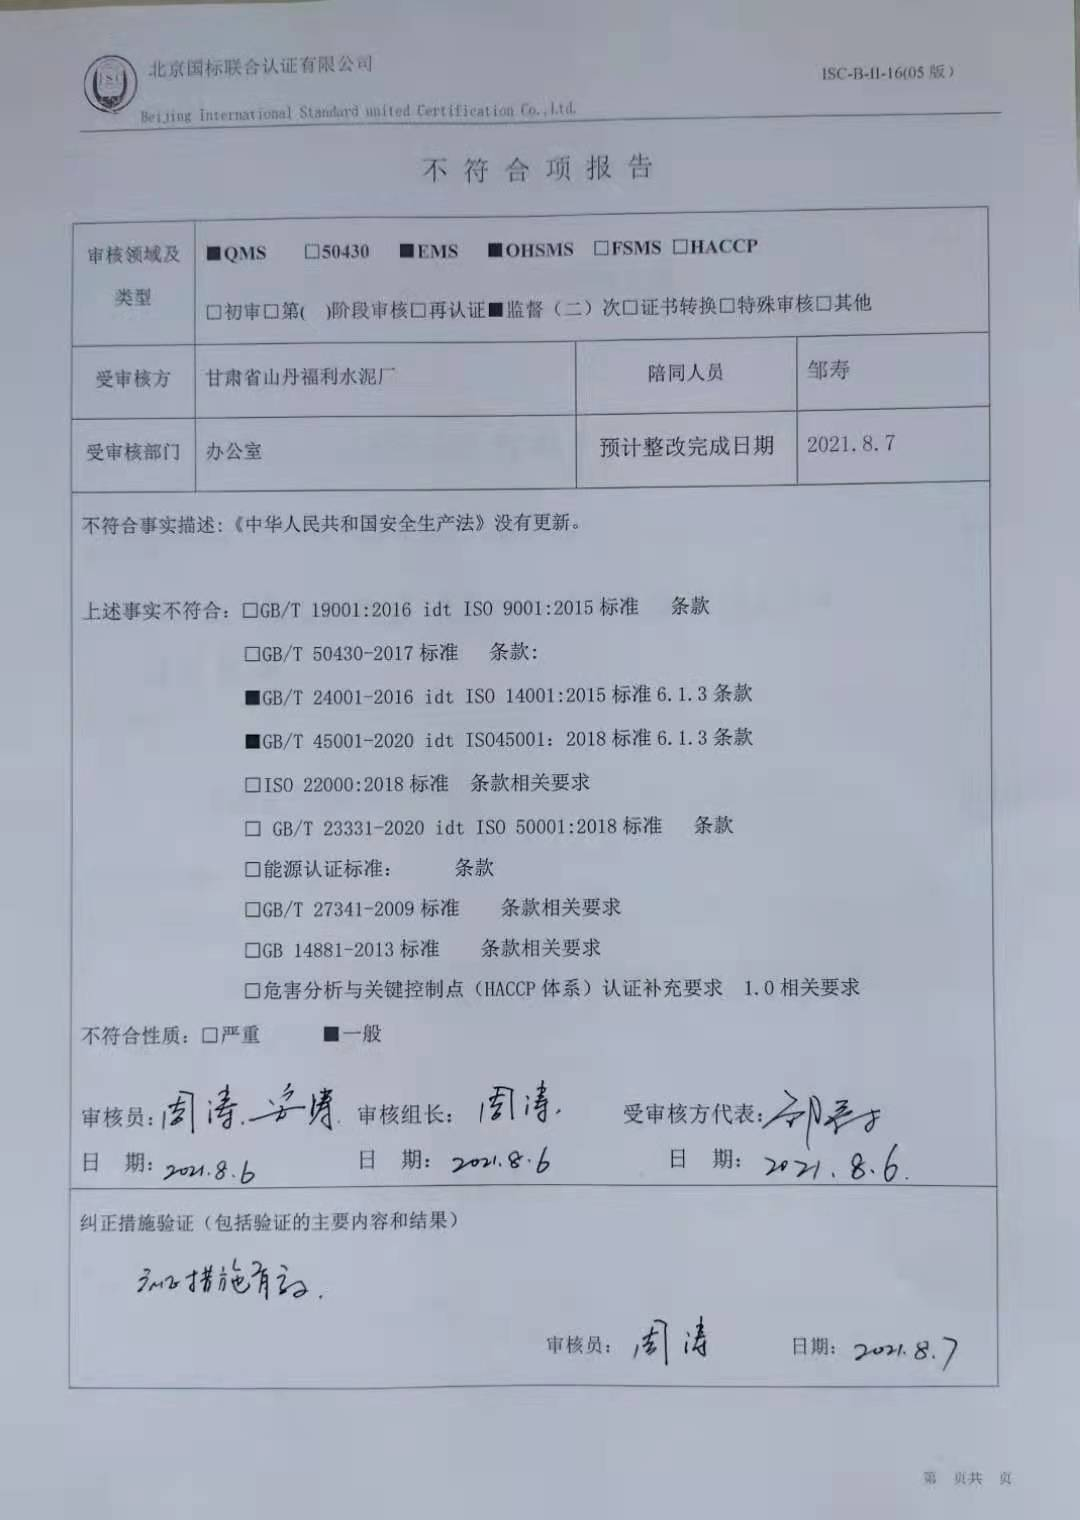 北京国标联合认证有限公司
ISC-B-II-16(05 版）
Beijing International Standard united Certification Co.,Ltd.
不 符 合 项 报 告
审核领域及类型
■QMS □50430 ■EMS ■OHSMS □FSMS □HACCP
□初审□第( )阶段审核□再认证■监督（二）次□证书转换□特殊审核□其他
受审核方 甘肃省山丹福利水泥厂 陪同人员 邹寿
受审核部门 办公室 预计整改完成日期 2021.8.7
不符合事实描述:《中华人民共和国安全生产法》没有更新。
上述事实不符合: □GB/T 19001:2016 idt ISO 9001:2015 标准 条款
□GB/T 50430-2017 标准 条款:
■GB/T 24001-2016 idt ISO 14001:2015 标准 6.1.3 条款
■GB/T 45001-2020 idt ISO45001: 2018 标准 6.1.3 条款
□ISO 22000:2018 标准 条款相关要求
□ GB/T 23331-2020 idt ISO 50001:2018 标准 条款
□能源认证标准: 条款
□GB/T 27341-2009 标准 条款相关要求
□GB 14881-2013 标准 条款相关要求
□危害分析与关键控制点（HACCP 体系）认证补充要求 1.0 相关要求
不符合性质: □严重 ■一般
审核员: 周涛. 涛. 审核组长: 周涛. 受审核方代表:
日 期: 2021.8.6 日 期: 2021.8.6 日 期: 2021.8.6.
纠正措施验证（包括验证的主要内容和结果）
措施有效.
审核员: 周涛 日期: 2021.8.7
第 页共 页